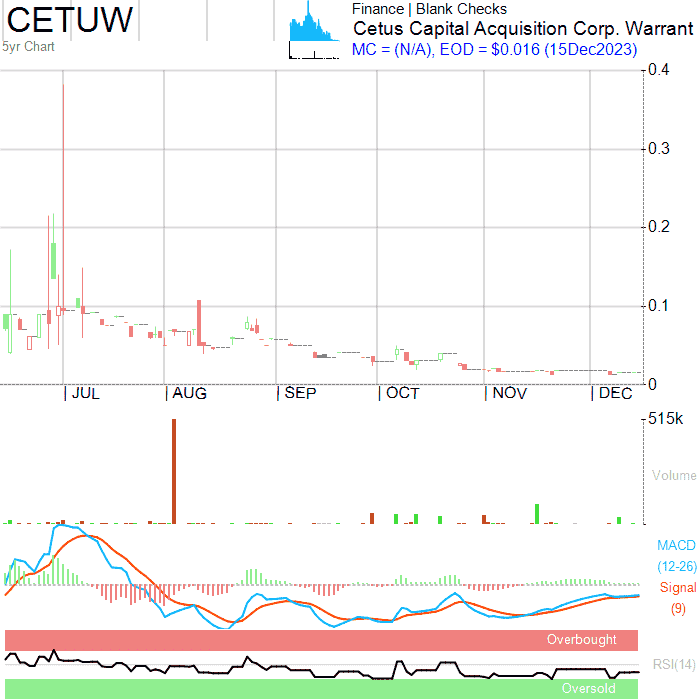 CETUW
5yr Chart
Finance | Blank Checks
Cetus Capital Acquisition Corp. Warrant
MC = (N/A), EOD = $0.016 (15Dec2023)
0.4
0.3
0.2
0.1
0
JUL AUG SEP OCT NOV DEC
515k
Volume
MACD
(12-26)
Signal
(9)
Overbought
RSI(14)
Oversold